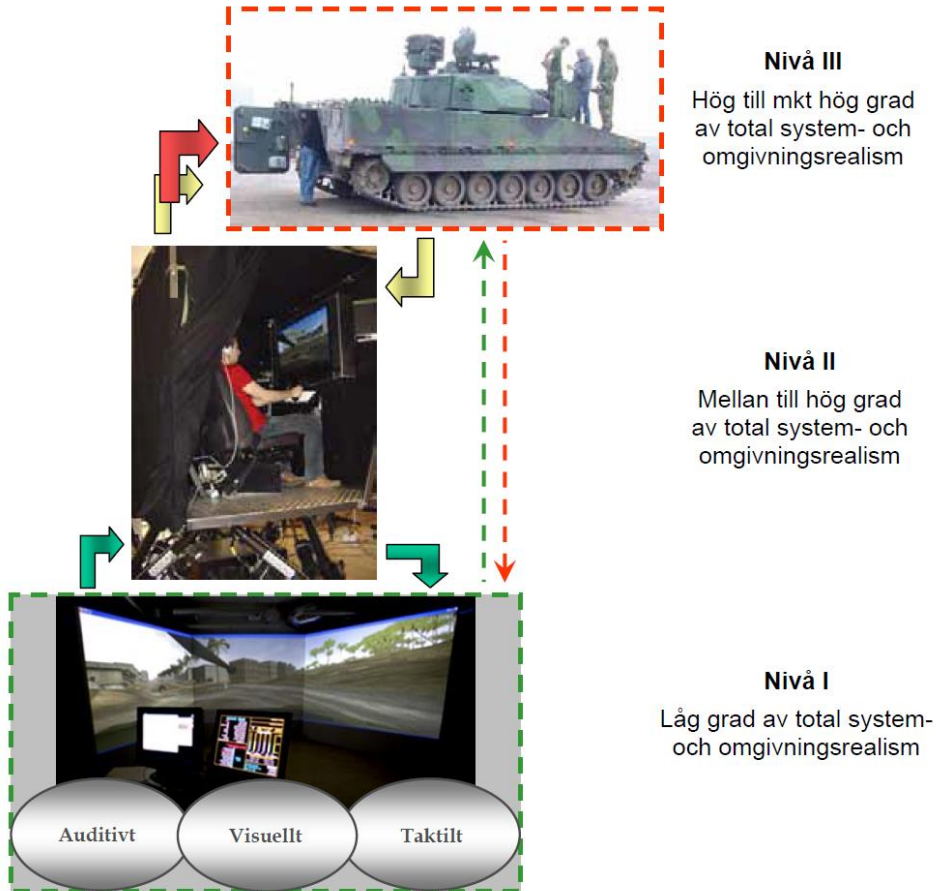 Nivå III
Hög till mkt hög grad
av total system- och
omgivningsrealism
Nivå II
Mellan till hög grad
av total system- och
omgivningsrealism
Nivå I
Låg grad av total system-
och omgivningsrealism
Auditivt
Visuellt
Taktilt